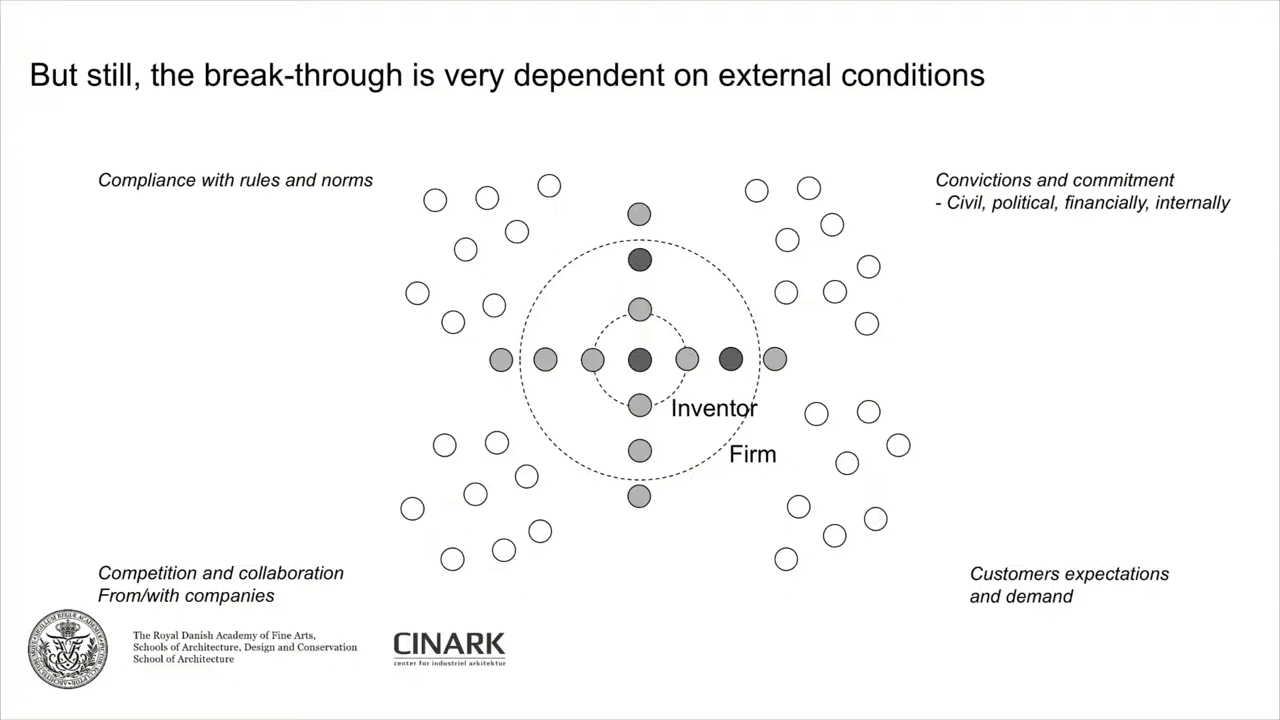 But still, the break-through is very dependent on external conditions
Compliance with rules and norms
Convictions and commitment
- Civil, political, financially, internally
Inventor
Firm
Competition and collaboration
From/with companies
Customers expectations
and demand
The Royal Danish Academy of Fine Arts,
Schools of Architecture, Design and Conservation
School of Architecture
CINARK
center for industriel arkitektur